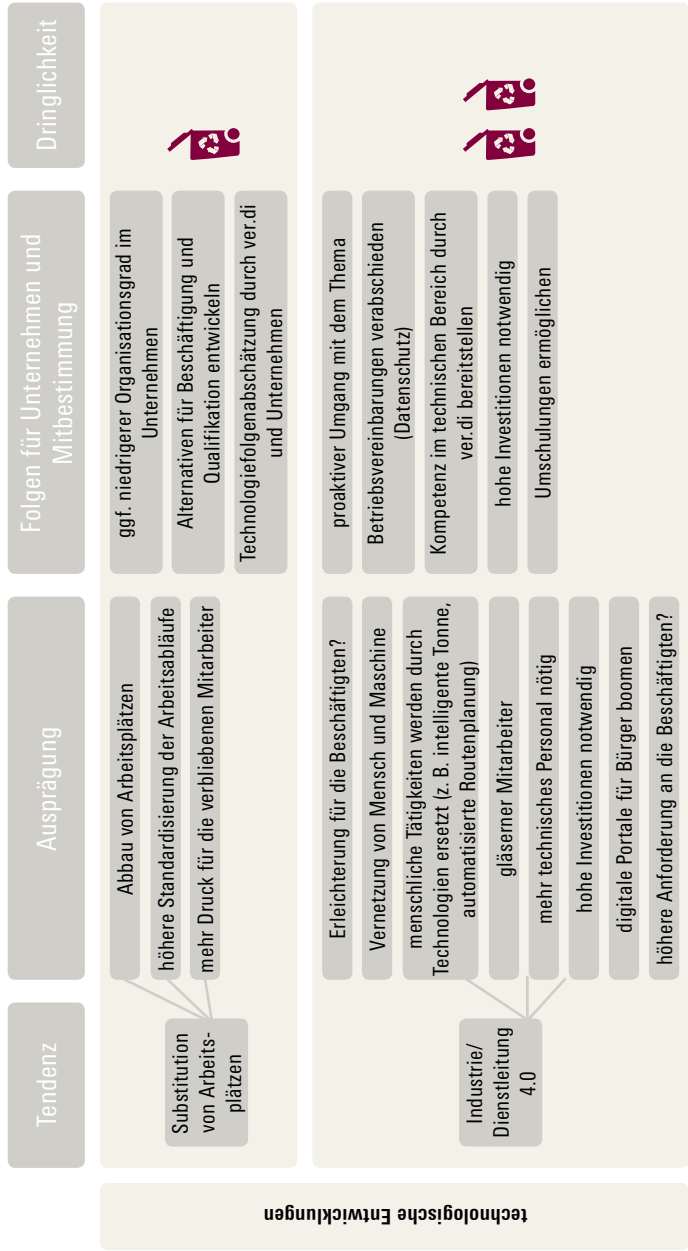 Tendenz
Ausprägung
Folgen für Unternehmen und
Mitbestimmung
Dringlichkeit
technologische Entwicklungen
Substitution
von Arbeits-
plätzen
Abbau von Arbeitsplätzen
höhere Standardisierung der Arbeitsabläufe
mehr Druck für die verbliebenen Mitarbeiter
ggf. niedrigerer Organisationsgrad im
Unternehmen
Alternativen für Beschäftigung und
Qualifikation entwickeln
Technologiefolgenabschätzung durch ver.di
und Unternehmen
Industrie/
Dienstleitung
4.0
Erleichterung für die Beschäftigten?
Vernetzung von Mensch und Maschine
menschliche Tätigkeiten werden durch
Technologien ersetzt (z. B. intelligente Tonne,
automatisierte Routenplanung)
gläserner Mitarbeiter
mehr technisches Personal nötig
hohe Investitionen notwendig
digitale Portale für Bürger boomen
höhere Anforderung an die Beschäftigten?
proaktiver Umgang mit dem Thema
Betriebsvereinbarungen verabschieden
(Datenschutz)
Kompetenz im technischen Bereich durch
ver.di bereitstellen
hohe Investitionen notwendig
Umschulungen ermöglichen